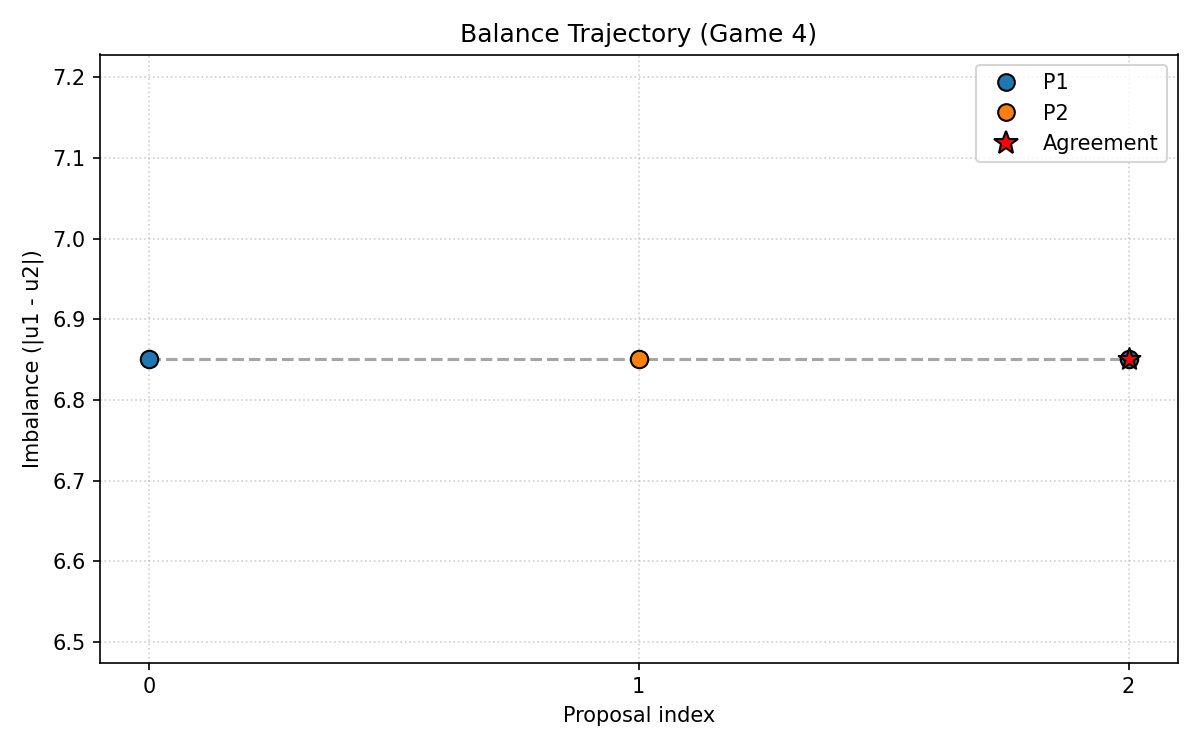 Balance Trajectory (Game 4)
P1
P2
Agreement
Imbalance (|u1 - u2|)
7.2
7.1
7.0
6.9
6.8
6.7
6.6
6.5
0
1
2
Proposal index